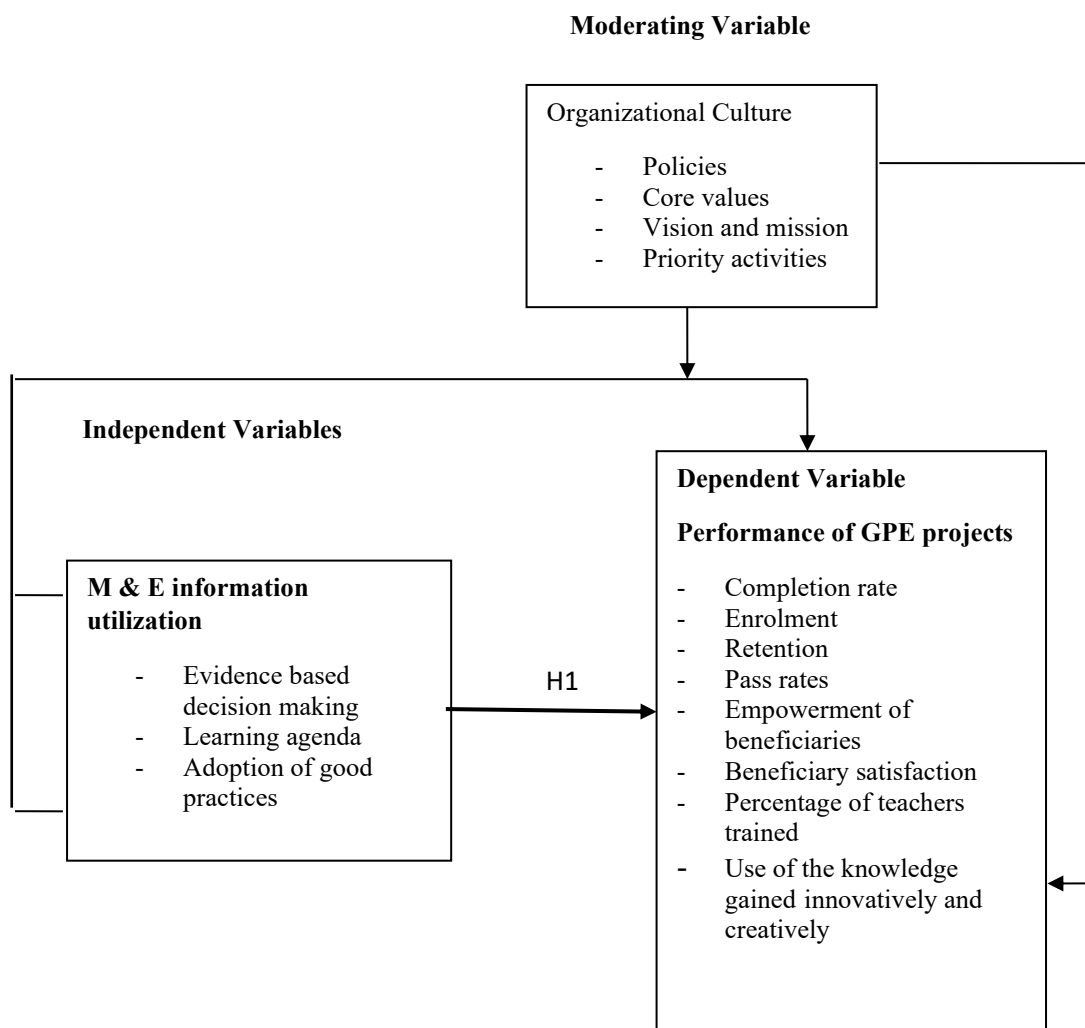 Moderating Variable
Organizational Culture
- Policies
- Core values
- Vision and mission
- Priority activities
Independent Variables
M & E information
utilization
- Evidence based
decision making
- Learning agenda
- Adoption of good
practices
H1
Dependent Variable
Performance of GPE projects
- Completion rate
- Enrolment
- Retention
- Pass rates
- Empowerment of
beneficiaries
- Beneficiary satisfaction
- Percentage of teachers
trained
- Use of the knowledge
gained innovatively and
creatively